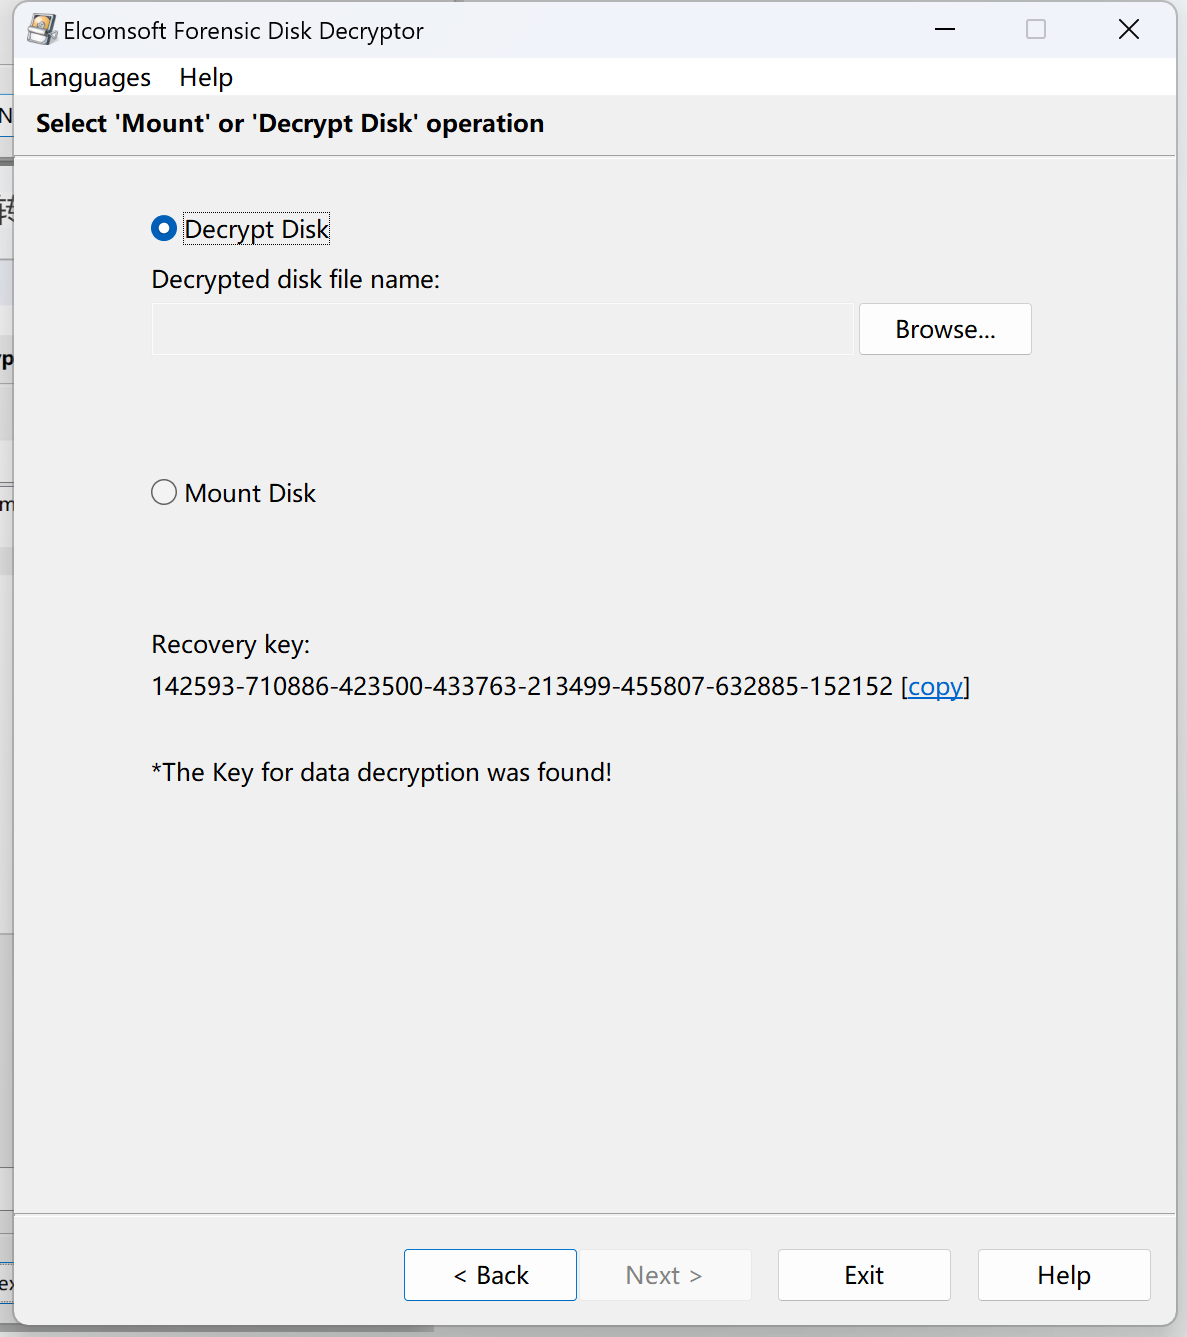 Elcomsoft Forensic Disk Decryptor
Languages Help
Select 'Mount' or 'Decrypt Disk' operation
Decrypt Disk
Decrypted disk file name:
Browse...
Mount Disk
Recovery key:
142593-710886-423500-433763-213499-455807-632885-152152 [copy]
*The Key for data decryption was found!
< Back Next > Exit Help